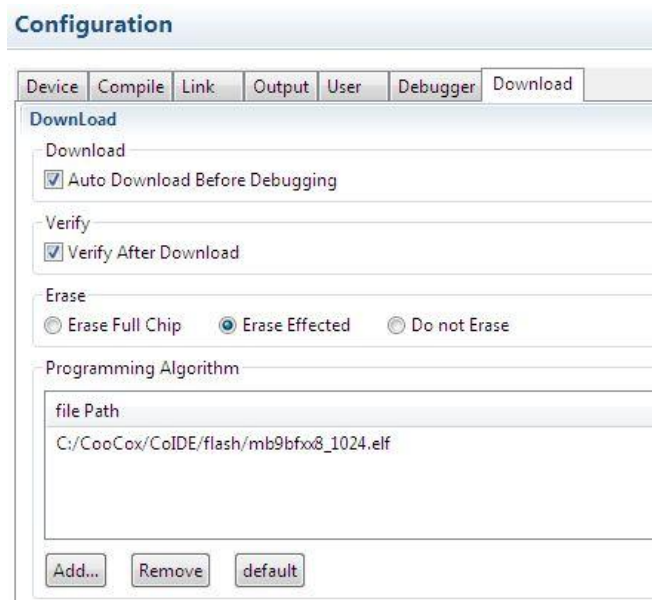 Configuration
Device Compile Link Output User Debugger Download
DownLoad
Download
Auto Download Before Debugging
Verify
Verify After Download
Erase
Erase Full Chip Erase Effected Do not Erase
Programming Algorithm
file Path
C:/CooCox/CoIDE/flash/mb9bfxx8_1024.elf
Add... Remove default